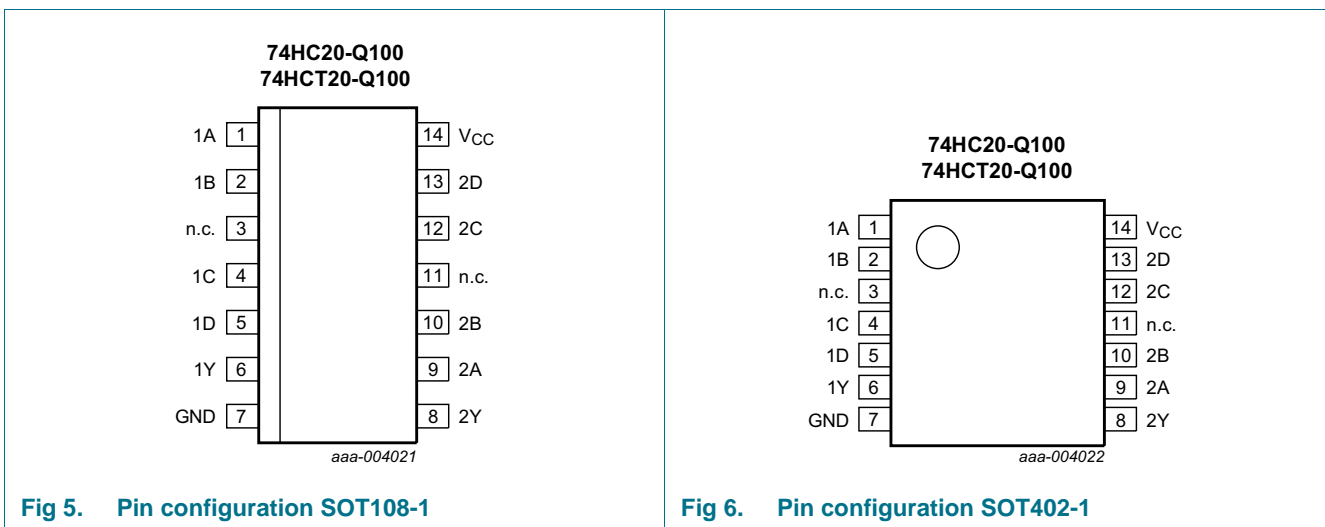 74HC20-Q100
74HCT20-Q100
1A 1 14 VCC
1B 2 13 2D
n.c. 3 12 2C
1C 4 11 n.c.
1D 5 10 2B
1Y 6 9 2A
GND 7 8 2Y
aaa-004021
Fig 5. Pin configuration SOT108-1
74HC20-Q100
74HCT20-Q100
1A 1 14 VCC
1B 2 13 2D
n.c. 3 12 2C
1C 4 11 n.c.
1D 5 10 2B
1Y 6 9 2A
GND 7 8 2Y
aaa-004022
Fig 6. Pin configuration SOT402-1